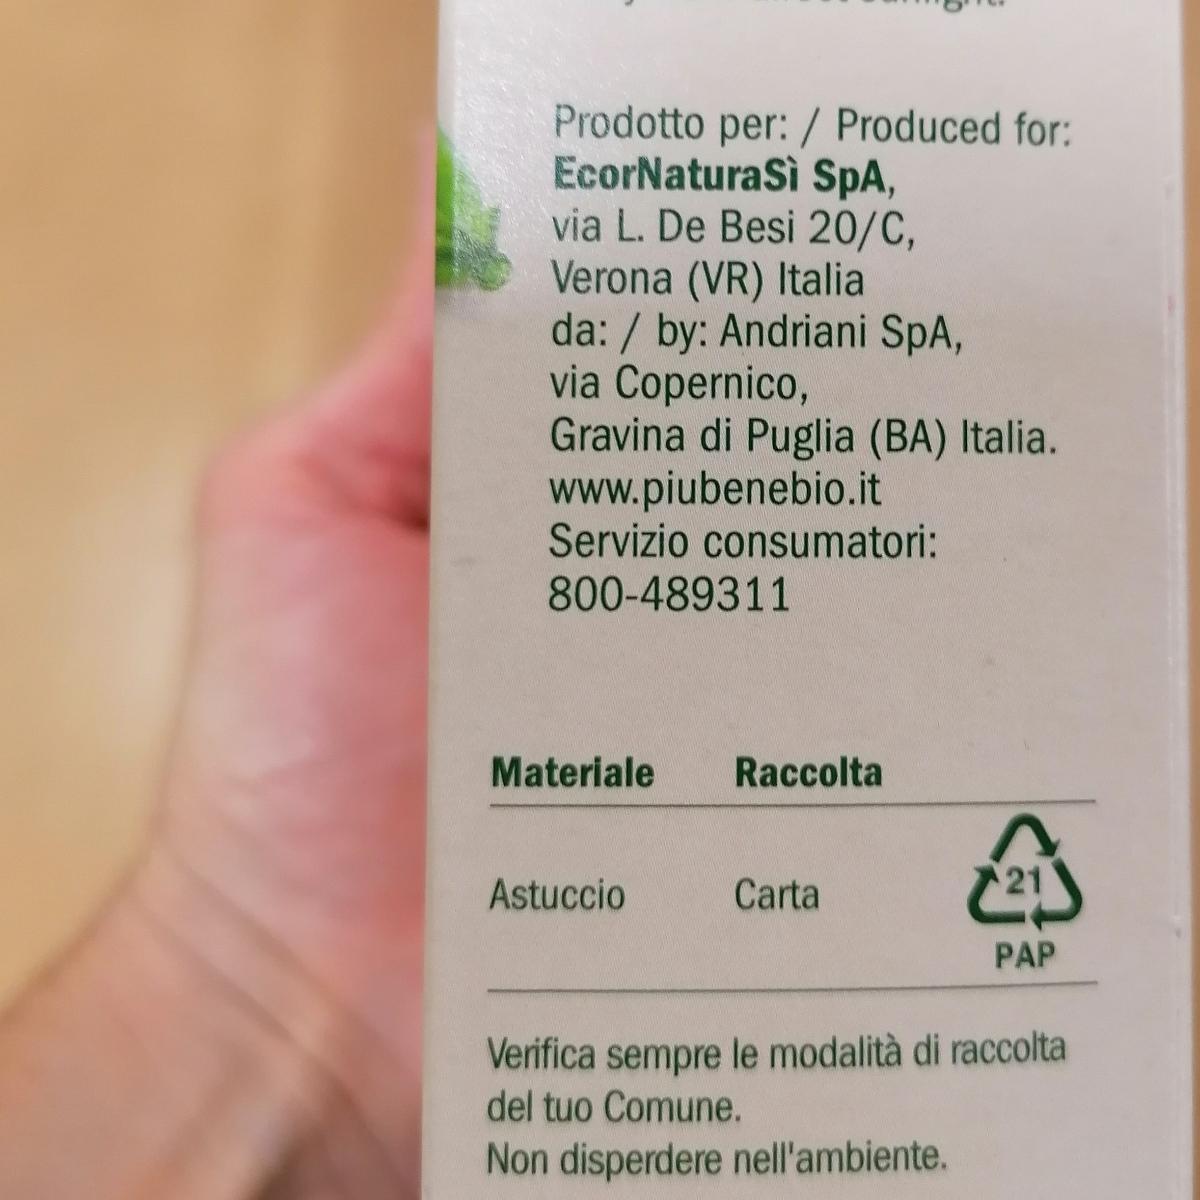 sunlight.
Prodotto per: / Produced for:
EcorNaturaSì SpA,
via L. De Besi 20/C,
Verona (VR) Italia
da: / by: Andriani SpA,
via Copernico,
Gravina di Puglia (BA) Italia.
www.piubenebio.it
Servizio consumatori:
800-489311
Materiale Raccolta
Astuccio Carta 21
PAP
Verifica sempre le modalità di raccolta
del tuo Comune.
Non disperdere nell'ambiente.